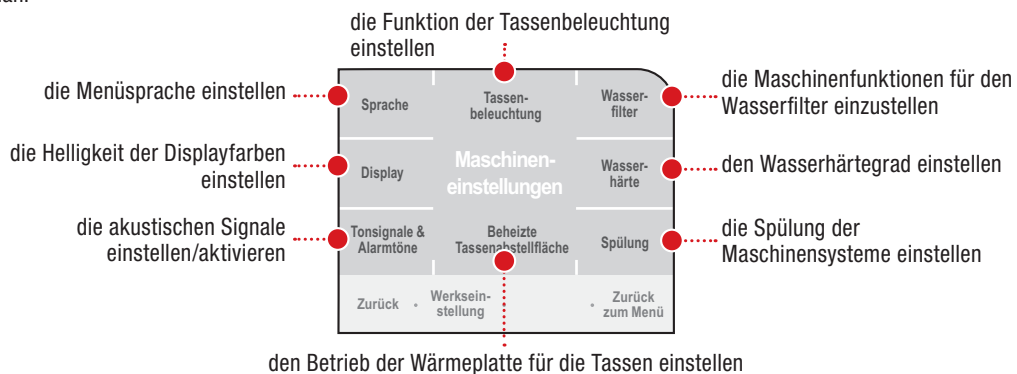 die Funktion der Tassenbeleuchtung
einstellen
die Menüsprache einstellen
die Maschinenfunktionen für den
Wasserfilter einzustellen
Sprache
Tassen-
beleuchtung
Wasser-
filter
die Helligkeit der Displayfarben
einstellen
den Wasserhärtegrad einstellen
Display
Maschinen-
einstellungen
Wasser-
härte
die akustischen Signale
einstellen/aktivieren
die Spülung der
Maschinensysteme einstellen
Tonsignale &
Alarmtöne
Beheizte
Tassenabstellfläche
Spülung
Zurück
Werksein-
stellung
Zurück
zum Menü
den Betrieb der Wärmeplatte für die Tassen einstellen